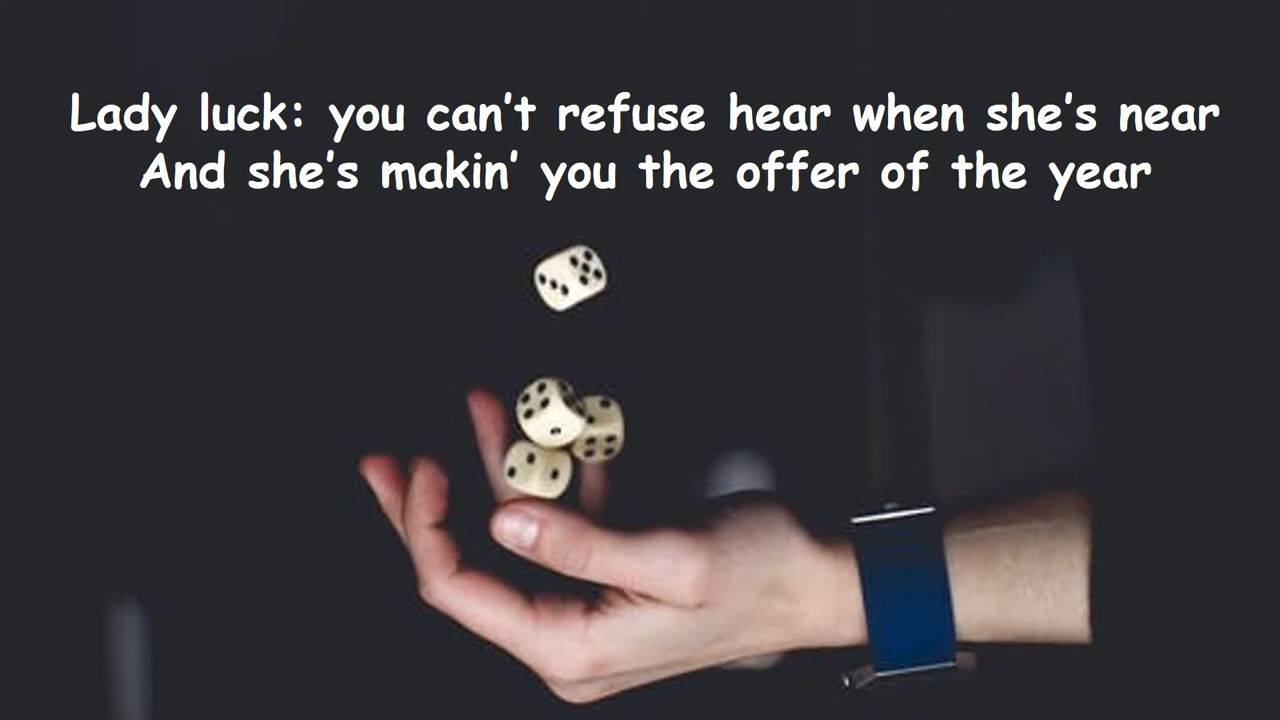 Lady luck: you can't refuse hear when she's near
And she's makin' you the offer of the year